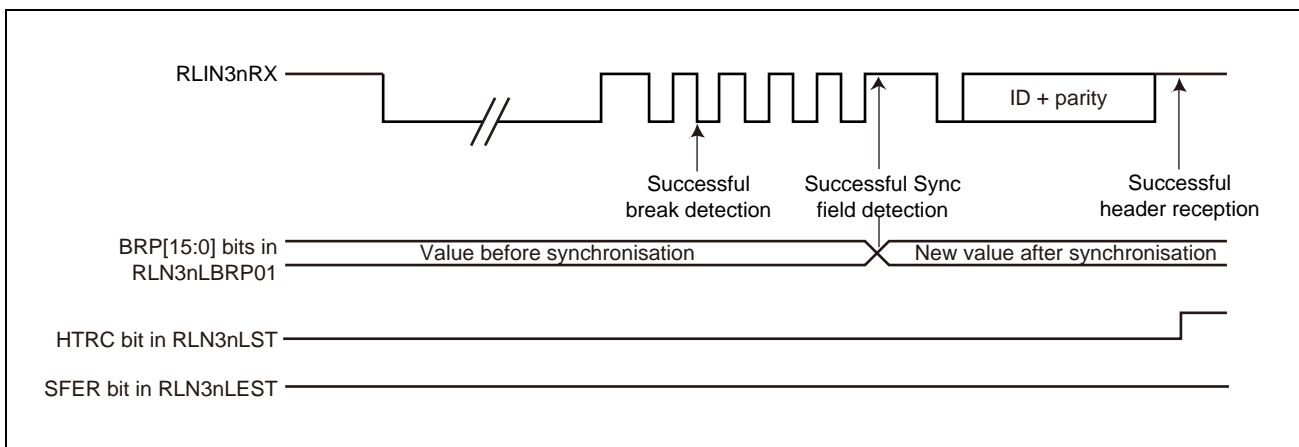 RLIN3nRX
ID + parity
Successful
break detection
Successful Sync
field detection
Successful
header reception
BRP[15:0] bits in
RLN3nLBRP01
Value before synchronisation
New value after synchronisation
HTRC bit in RLN3nLST
SFER bit in RLN3nLEST